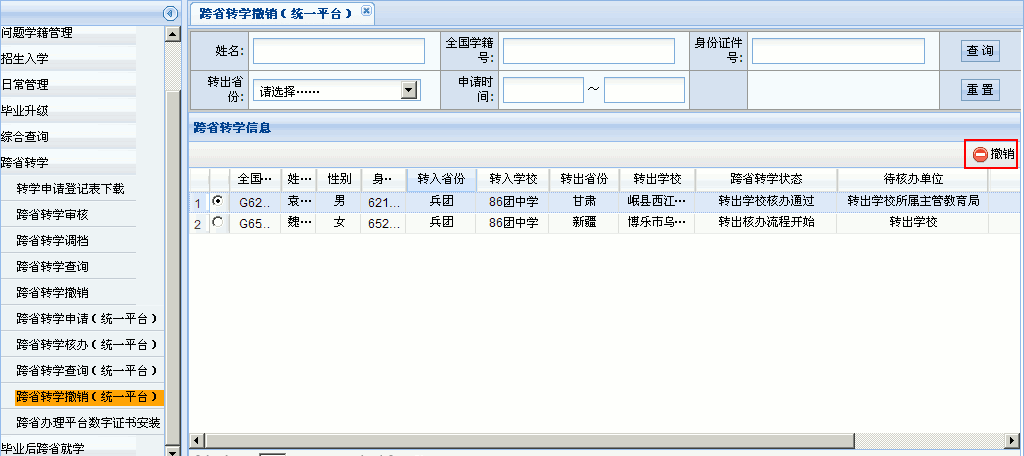 问题学籍管理
招生入学
日常管理
毕业升级
综合查询
跨省转学
转学申请登记表下载
跨省转学审核
跨省转学调档
跨省转学查询
跨省转学撤销
跨省转学申请（统一平台）
跨省转学核办（统一平台）
跨省转学查询（统一平台）
跨省转学撤销（统一平台）
跨省办理平台数字证书安装
毕业后跨省就学
跨省转学撤销（统一平台）
姓名: 全国学籍号: 身份证件号: 查 询
转出省份: 请选择…… 申请时间: ～ 重 置
跨省转学信息
撤销
全国… 姓… 性别 身… 转入省份 转入学校 转出省份 转出学校 跨省转学状态 待核办单位
1 G62.. 袁… 男 621... 兵团 86团中学 甘肃 岷县西江… 转出学校核办通过 转出学校所属主管教育局
2 G65.. 魏… 女 652... 兵团 86团中学 新疆 博乐市乌… 转出核办流程开始 转出学校